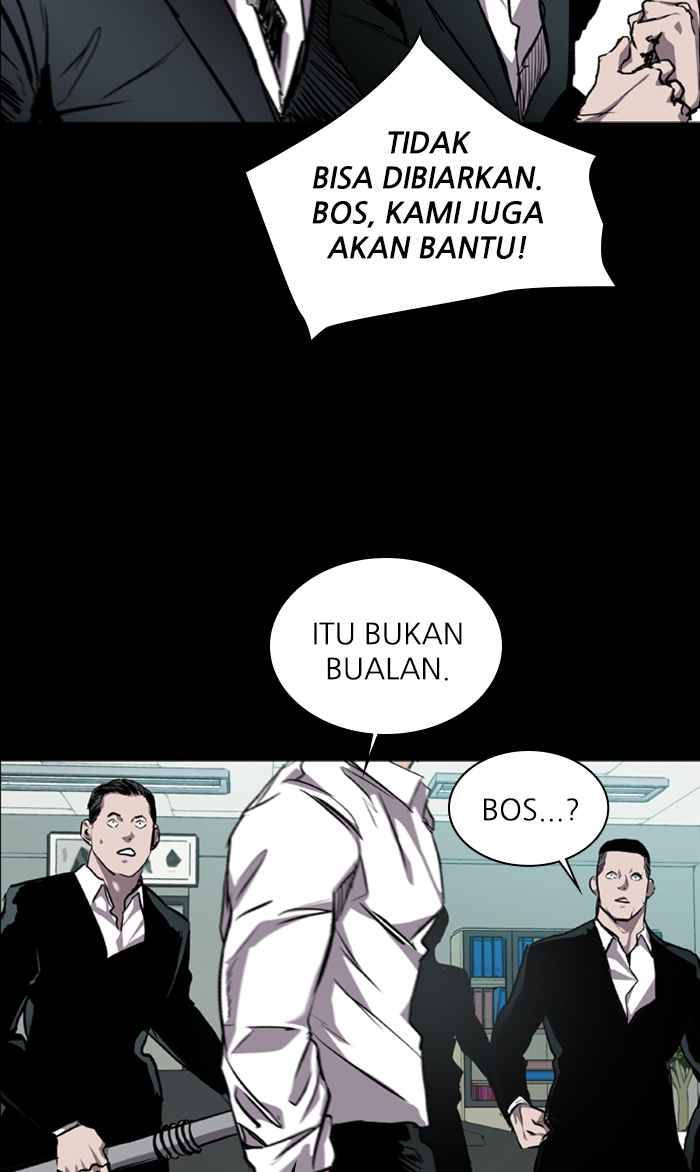 TIDAK
BISA DIBIARKAN.
BOS, KAMI JUGA
AKAN BANTU!
ITU BUKAN
BUALAN.
BOS...?